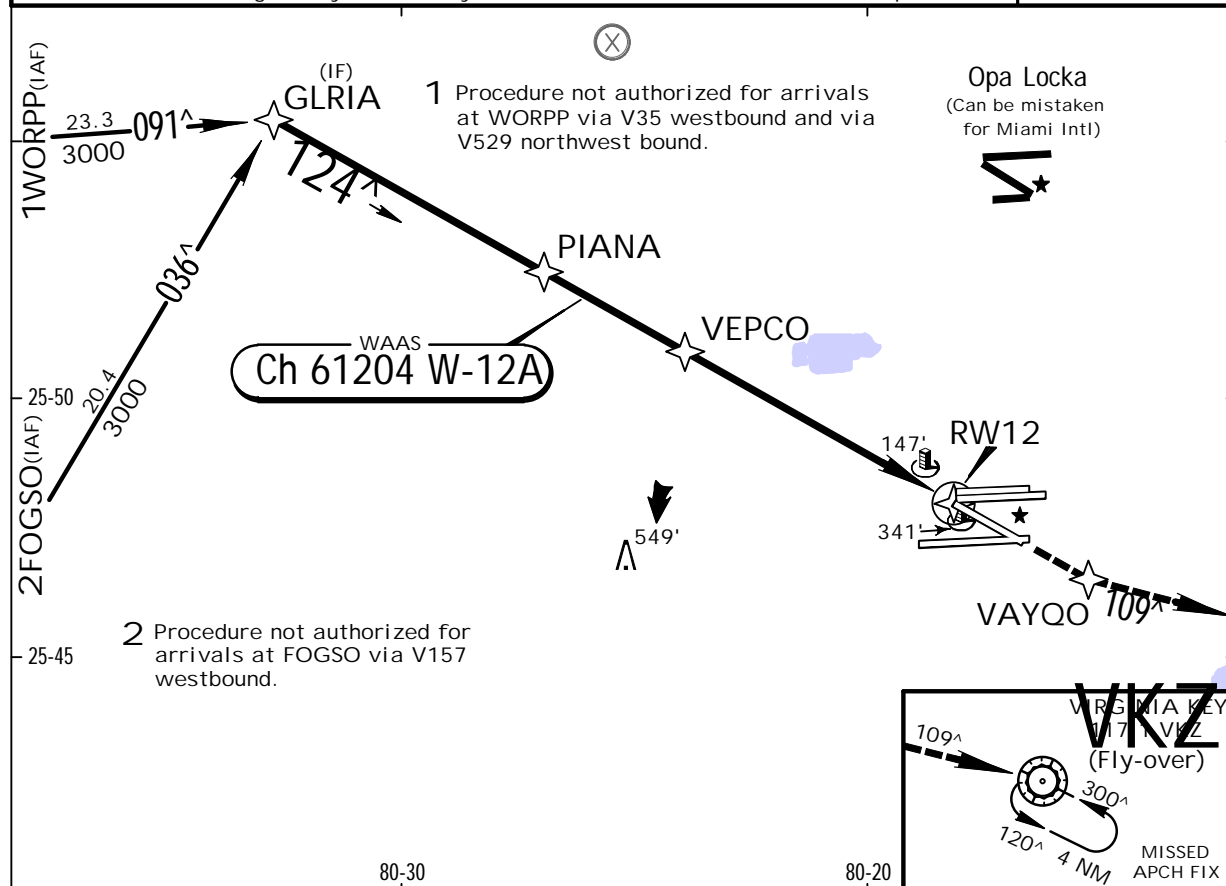 X
(IF)
GLRIA
1WORPP(IAF)
23.3
091^
3000
124^
1 Procedure not authorized for arrivals
at WORPP via V35 westbound and via
V529 northwest bound.
Opa Locka
(Can be mistaken
for Miami Intl)
PIANA
036^
VEPCO
WAAS
Ch 61204 W-12A
20.4
3000
25-50
2FOGSO(IAF)
147'
RW12
341'
549'
VAYQO
109^
2 Procedure not authorized for
arrivals at FOGSO via V157
westbound.
25-45
VIRGINIA KEY
VKZ
117.1 VKZ
(Fly-over)
109^
300^
120^
4 NM
MISSED
APCH FIX
80-30
80-20